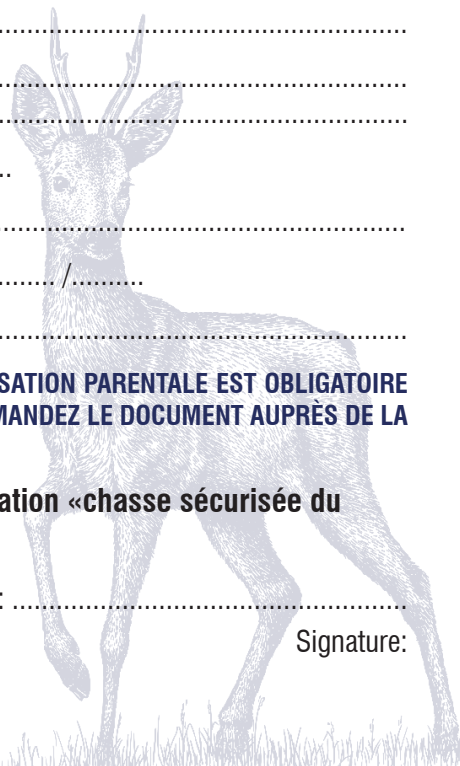 ........................................................................
........................................................................
........................................................................
..
........................................................................
........ /..........
........................................................................
SATION PARENTALE EST OBLIGATOIRE
MANDEZ LE DOCUMENT AUPRÈS DE LA
ation «chasse sécurisée du
: ..................................................................
Signature: